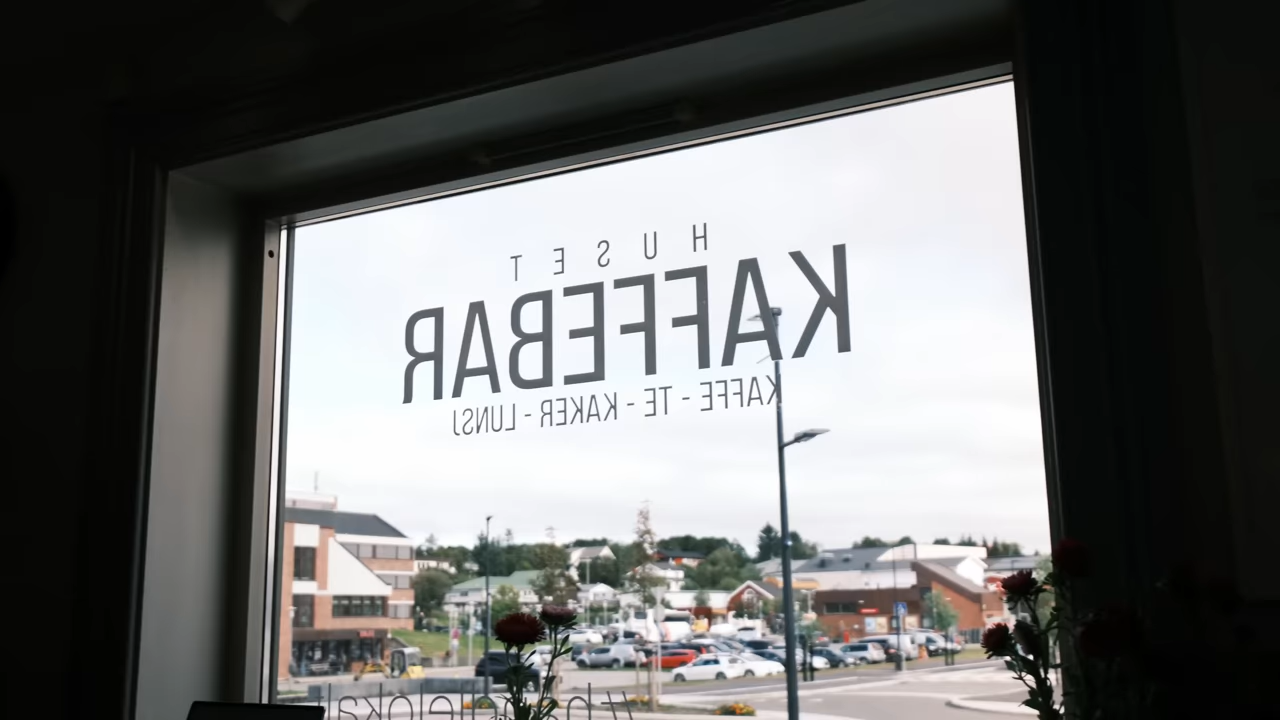 HUSET
KAFFEBAR
KAFFE - TE - KAKER - LUNSJ